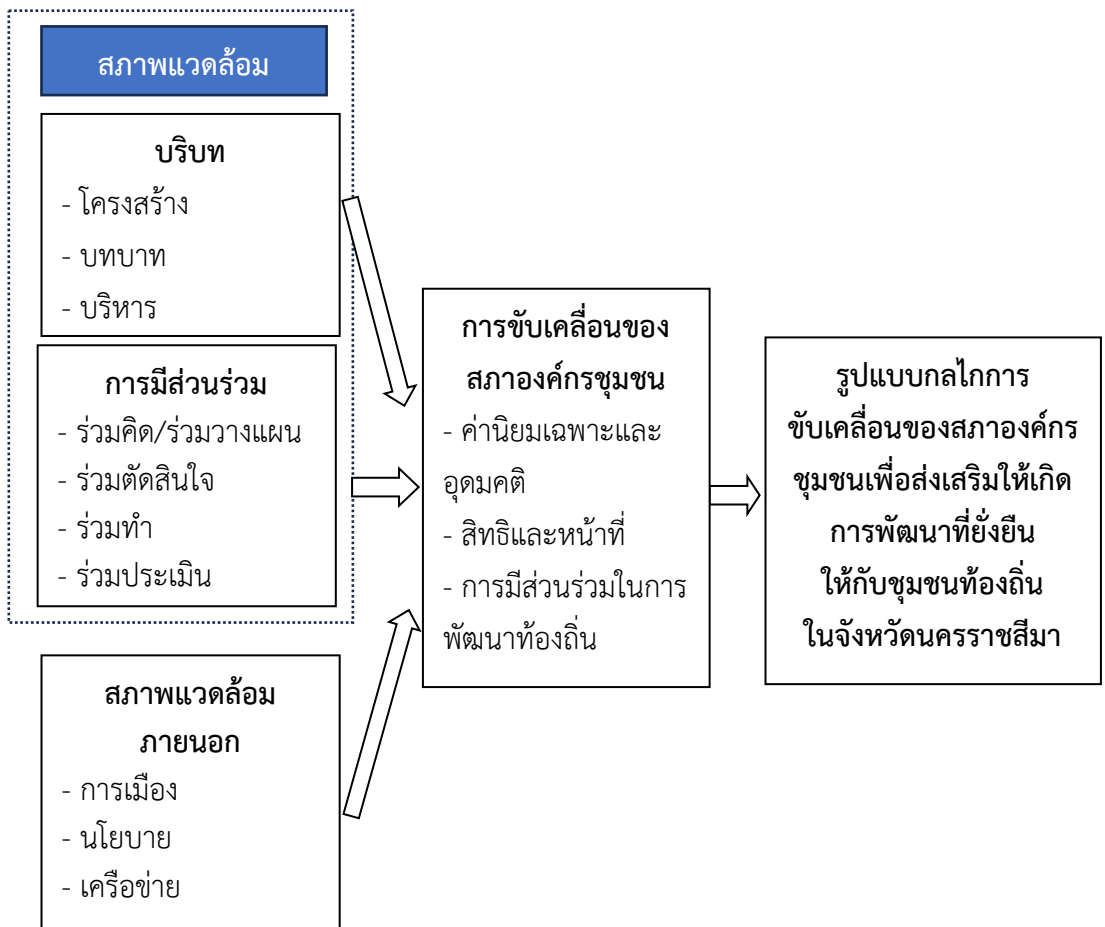 สภาพแวดล้อม
บริบท
- โครงสร้าง
- บทบาท
- บริหาร
การมีส่วนร่วม
- ร่วมคิด/ร่วมวางแผน
- ร่วมตัดสินใจ
- ร่วมทำ
- ร่วมประเมิน
สภาพแวดล้อม
ภายนอก
- การเมือง
- นโยบาย
- เครือข่าย
การขับเคลื่อนของ
สภาองค์กรชุมชน
- ค่านิยมเฉพาะและ
อุดมคติ
- สิทธิและหน้าที่
- การมีส่วนร่วมในการ
พัฒนาท้องถิ่น
รูปแบบกลไกการ
ขับเคลื่อนของสภาองค์กร
ชุมชนเพื่อส่งเสริมให้เกิด
การพัฒนาที่ยั่งยืน
ให้กับชุมชนท้องถิ่น
ในจังหวัดนครราชสีมา